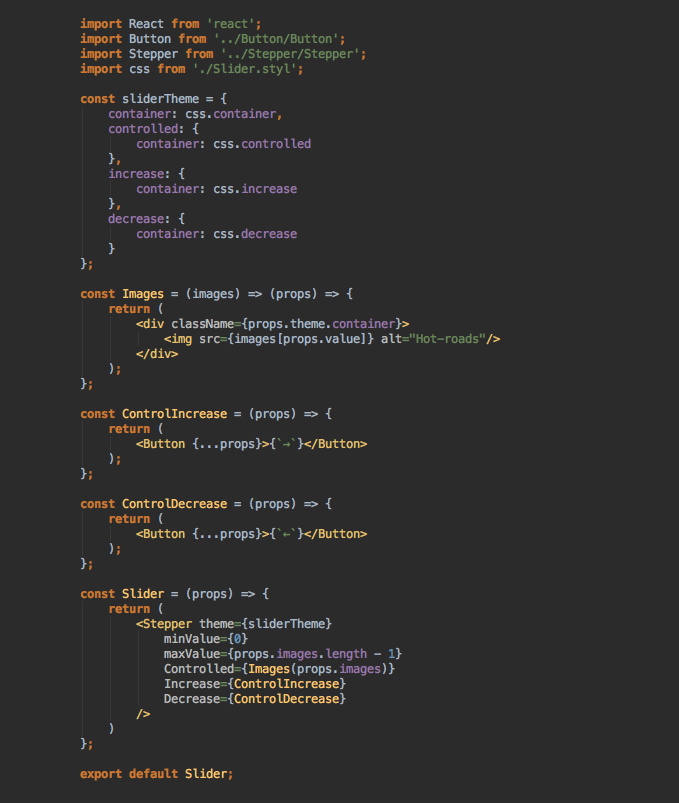 import React from 'react';
import Button from '../Button/Button';
import Stepper from '../Stepper/Stepper';
import css from './Slider.styl';

const sliderTheme = {
    container: css.container,
    controlled: {
        container: css.controlled
    },
    increase: {
        container: css.increase
    },
    decrease: {
        container: css.decrease
    }
};

const Images = (images) => (props) => {
    return (
        <div className={props.theme.container}>
            <img src={images[props.value]} alt="Hot-roads"/>
        </div>
    );
};

const ControlIncrease = (props) => {
    return (
        <Button {...props}>{`→`}</Button>
    );
};

const ControlDecrease = (props) => {
    return (
        <Button {...props}>{`←`}</Button>
    );
};

const Slider = (props) => {
    return (
        <Stepper theme={sliderTheme}
            minValue={0}
            maxValue={props.images.length - 1}
            Controlled={Images(props.images)}
            Increase={ControlIncrease}
            Decrease={ControlDecrease}
        />
    )
};

export default Slider;